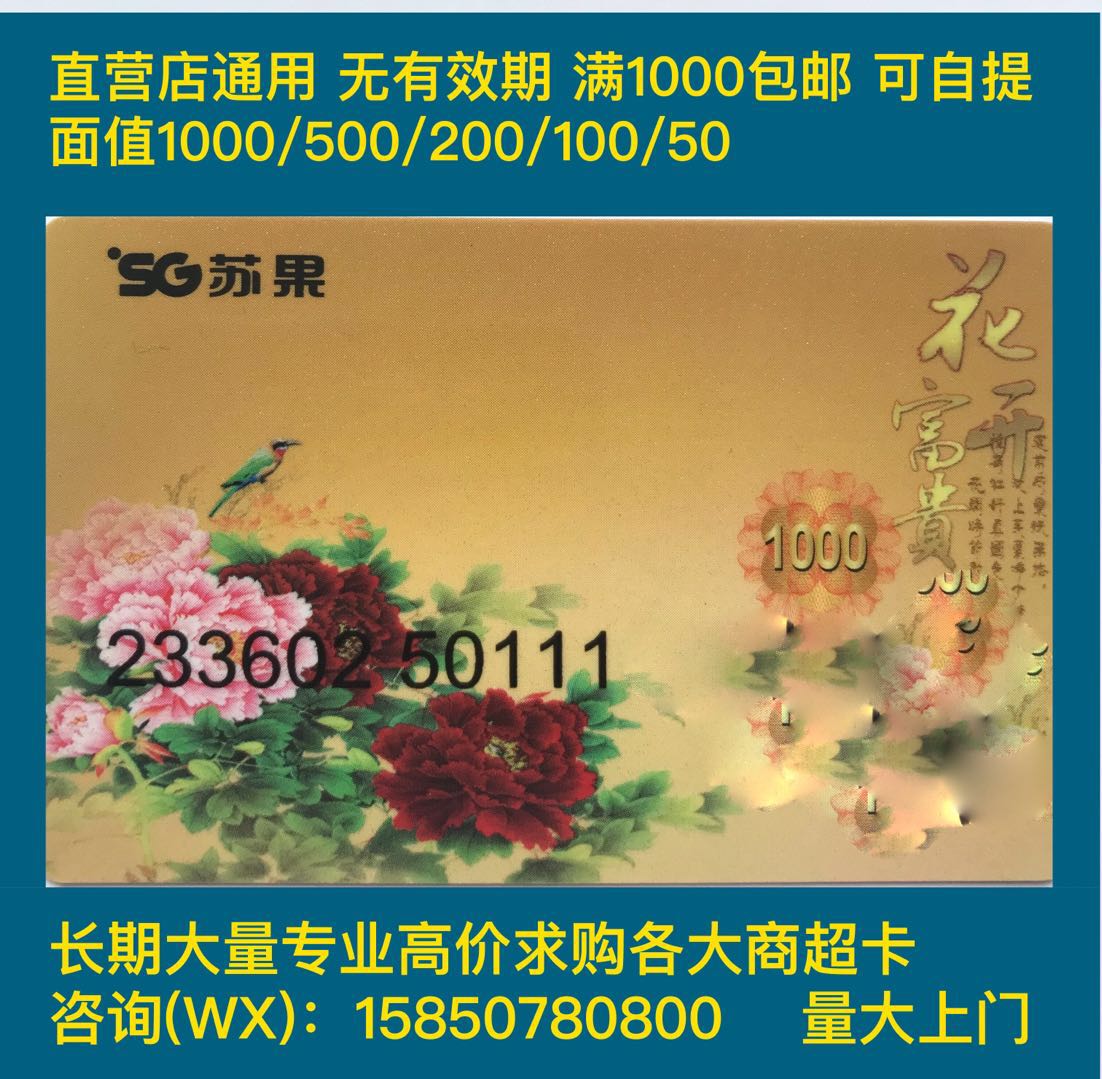 直营店通用 无有效期 满1000包邮 可自提
面值1000/500/200/100/50
SG苏果
花开
富贵
1000
233602 50111
长期大量专业高价求购各大商超卡
咨询(WX)：15850780800 量大上门